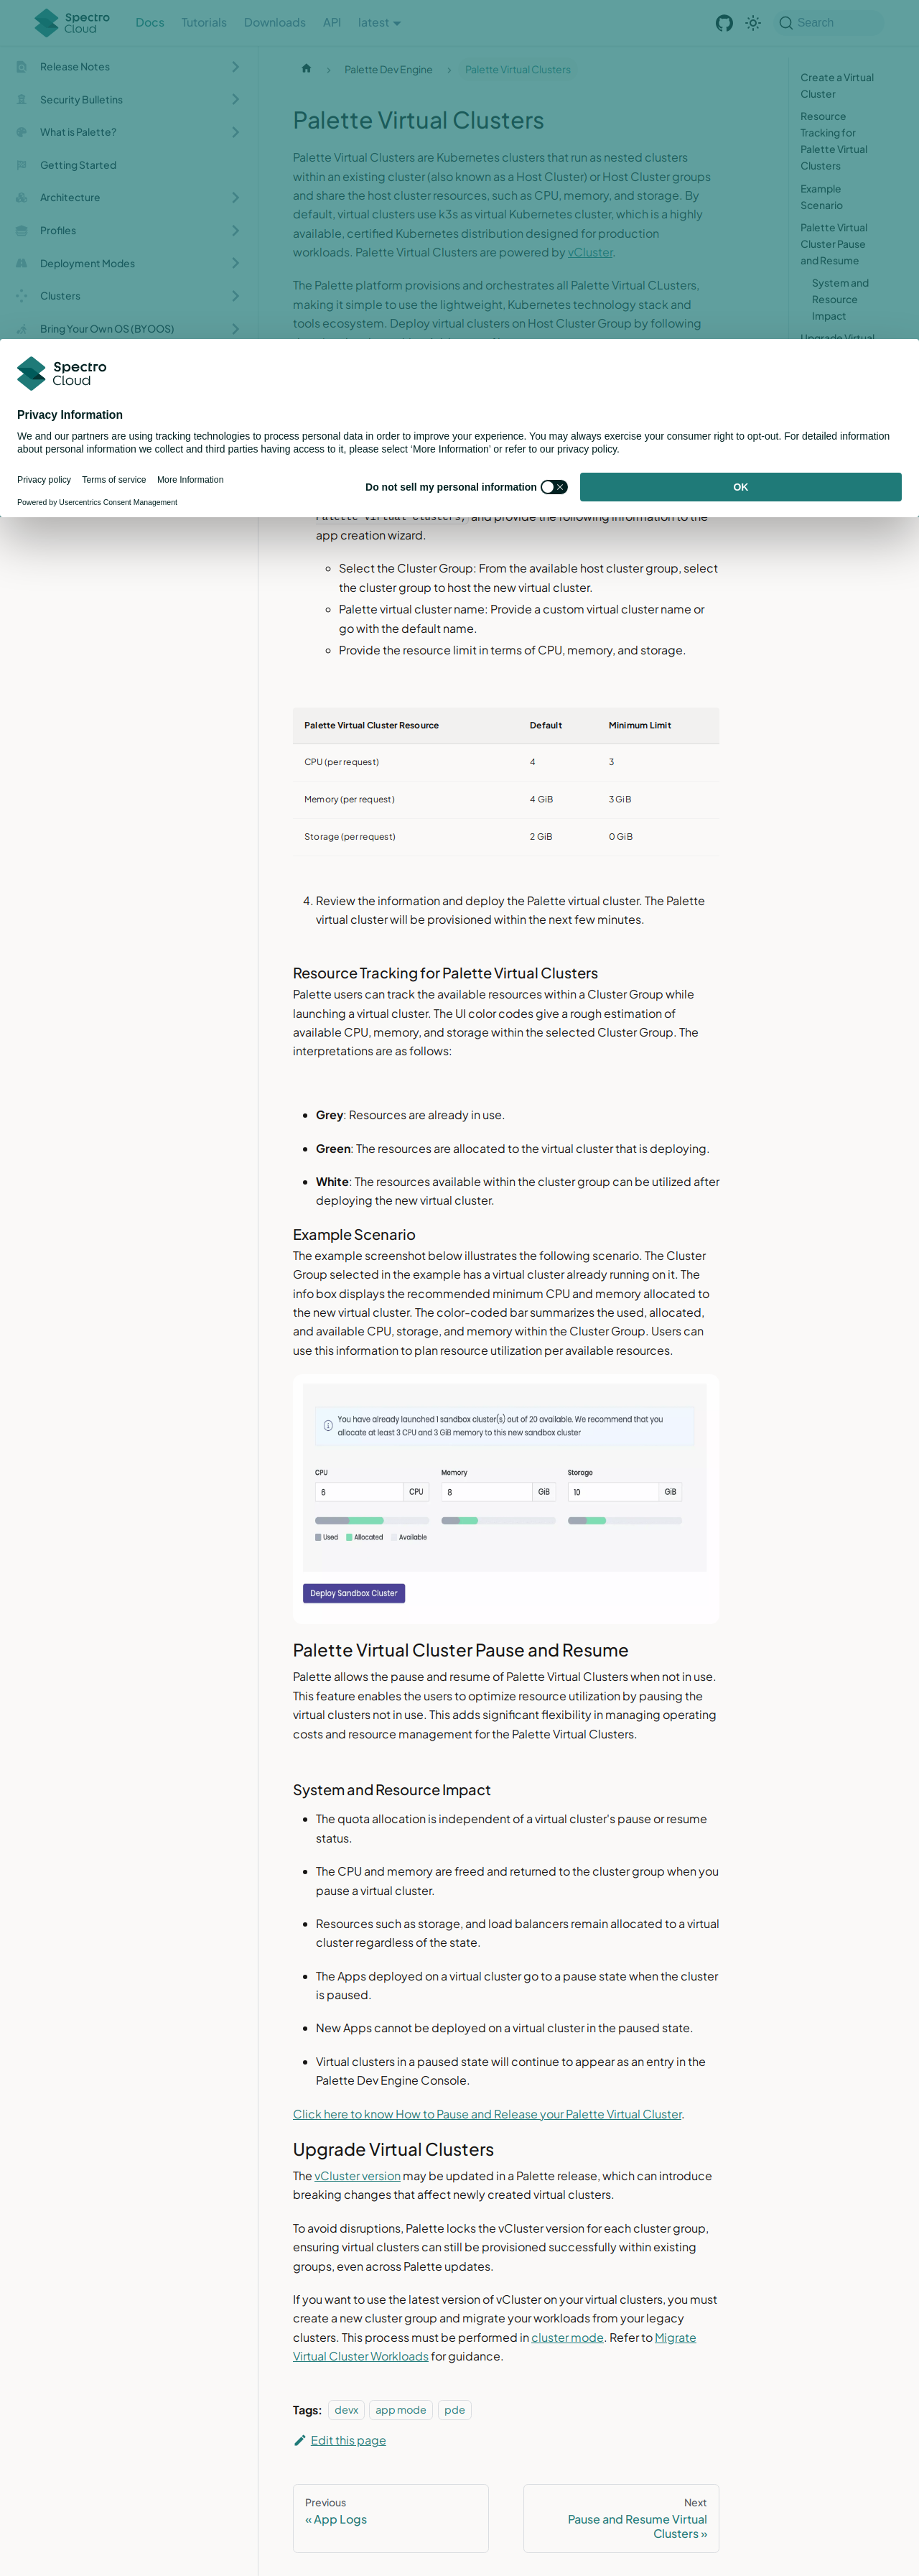 Spectro Cloud
Docs
Tutorials
Downloads
API
latest
Search
Release Notes
Security Bulletins
What is Palette?
Getting Started
Architecture
Profiles
Deployment Modes
Clusters
Bring Your Own OS (BYOOS)
Palette Dev Engine
Palette Virtual Clusters
Create a Virtual
Cluster
Resource
Tracking for
Palette Virtual
Clusters
Example
Scenario
Palette Virtual
Cluster Pause
and Resume
System and
Resource
Impact
Upgrade Virtual
Palette Virtual Clusters
Palette Virtual Clusters are Kubernetes clusters that run as nested clusters
within an existing cluster (also known as a Host Cluster) or Host Cluster groups
and share the host cluster resources, such as CPU, memory, and storage. By
default, virtual clusters use k3s as virtual Kubernetes cluster, which is a highly
available, certified Kubernetes distribution designed for production
workloads. Palette Virtual Clusters are powered by vCluster.
The Palette platform provisions and orchestrates all Palette Virtual CLusters,
making it simple to use the lightweight, Kubernetes technology stack and
tools ecosystem. Deploy virtual clusters on Host Cluster Group by following
Spectro
Cloud
Privacy Information
We and our partners are using tracking technologies to process personal data in order to improve your experience. You may always exercise your consumer right to opt-out. For detailed information
about personal information we collect and third parties having access to it, please select ‘More Information’ or refer to our privacy policy.
Privacy policy
Terms of service
More Information
Powered by Usercentrics Consent Management
Do not sell my personal information
OK
Palette Virtual Clusters, and provide the following information to the
app creation wizard.
Select the Cluster Group: From the available host cluster group, select
the cluster group to host the new virtual cluster.
Palette virtual cluster name: Provide a custom virtual cluster name or
go with the default name.
Provide the resource limit in terms of CPU, memory, and storage.
Palette Virtual Cluster Resource Default Minimum Limit
CPU (per request) 4 3
Memory (per request) 4 GiB 3 GiB
Storage (per request) 2 GiB 0 GiB
4. Review the information and deploy the Palette virtual cluster. The Palette
virtual cluster will be provisioned within the next few minutes.
Resource Tracking for Palette Virtual Clusters
Palette users can track the available resources within a Cluster Group while
launching a virtual cluster. The UI color codes give a rough estimation of
available CPU, memory, and storage within the selected Cluster Group. The
interpretations are as follows:
Grey: Resources are already in use.
Green: The resources are allocated to the virtual cluster that is deploying.
White: The resources available within the cluster group can be utilized after
deploying the new virtual cluster.
Example Scenario
The example screenshot below illustrates the following scenario. The Cluster
Group selected in the example has a virtual cluster already running on it. The
info box displays the recommended minimum CPU and memory allocated to
the new virtual cluster. The color-coded bar summarizes the used, allocated,
and available CPU, storage, and memory within the Cluster Group. Users can
use this information to plan resource utilization per available resources.
You have already launched 1 sandbox cluster(s) out of 20 available. We recommend that you
allocate at least 3 CPU and 3 GiB memory to this new sandbox cluster
CPU Memory Storage
6 CPU 8 GiB 10 GiB
Used Allocated Available
Deploy Sandbox Cluster
Palette Virtual Cluster Pause and Resume
Palette allows the pause and resume of Palette Virtual Clusters when not in use.
This feature enables the users to optimize resource utilization by pausing the
virtual clusters not in use. This adds significant flexibility in managing operating
costs and resource management for the Palette Virtual Clusters.
System and Resource Impact
The quota allocation is independent of a virtual cluster's pause or resume
status.
The CPU and memory are freed and returned to the cluster group when you
pause a virtual cluster.
Resources such as storage, and load balancers remain allocated to a virtual
cluster regardless of the state.
The Apps deployed on a virtual cluster go to a pause state when the cluster
is paused.
New Apps cannot be deployed on a virtual cluster in the paused state.
Virtual clusters in a paused state will continue to appear as an entry in the
Palette Dev Engine Console.
Click here to know How to Pause and Release your Palette Virtual Cluster.
Upgrade Virtual Clusters
The vCluster version may be updated in a Palette release, which can introduce
breaking changes that affect newly created virtual clusters.
To avoid disruptions, Palette locks the vCluster version for each cluster group,
ensuring virtual clusters can still be provisioned successfully within existing
groups, even across Palette updates.
If you want to use the latest version of vCluster on your virtual clusters, you must
create a new cluster group and migrate your workloads from your legacy
clusters. This process must be performed in cluster mode. Refer to Migrate
Virtual Cluster Workloads for guidance.
Tags: devx app mode pde
Edit this page
Previous
« App Logs
Next
Pause and Resume Virtual
Clusters »